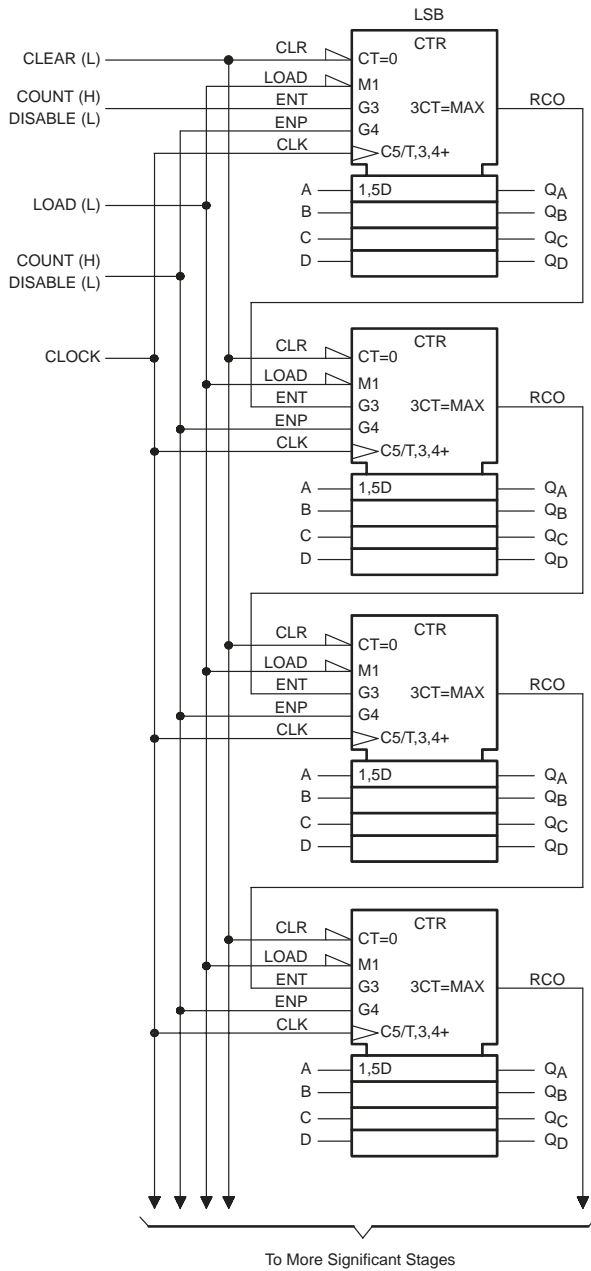 LSB
CTR
CLEAR (L)
CLR
CT=0
LOAD
M1
COUNT (H)
DISABLE (L)
ENT
G3
3CT=MAX
RCO
ENP
G4
CLK
C5/T,3,4+
LOAD (L)
A
1,5D
QA
B
QB
C
QC
D
QD
COUNT (H)
DISABLE (L)
CLOCK
CTR
CLR
CT=0
LOAD
M1
ENT
G3
3CT=MAX
RCO
ENP
G4
CLK
C5/T,3,4+
A
1,5D
QA
B
QB
C
QC
D
QD
CTR
CLR
CT=0
LOAD
M1
ENT
G3
3CT=MAX
RCO
ENP
G4
CLK
C5/T,3,4+
A
1,5D
QA
B
QB
C
QC
D
QD
CTR
CLR
CT=0
LOAD
M1
ENT
G3
3CT=MAX
RCO
ENP
G4
CLK
C5/T,3,4+
A
1,5D
QA
B
QB
C
QC
D
QD
To More Significant Stages